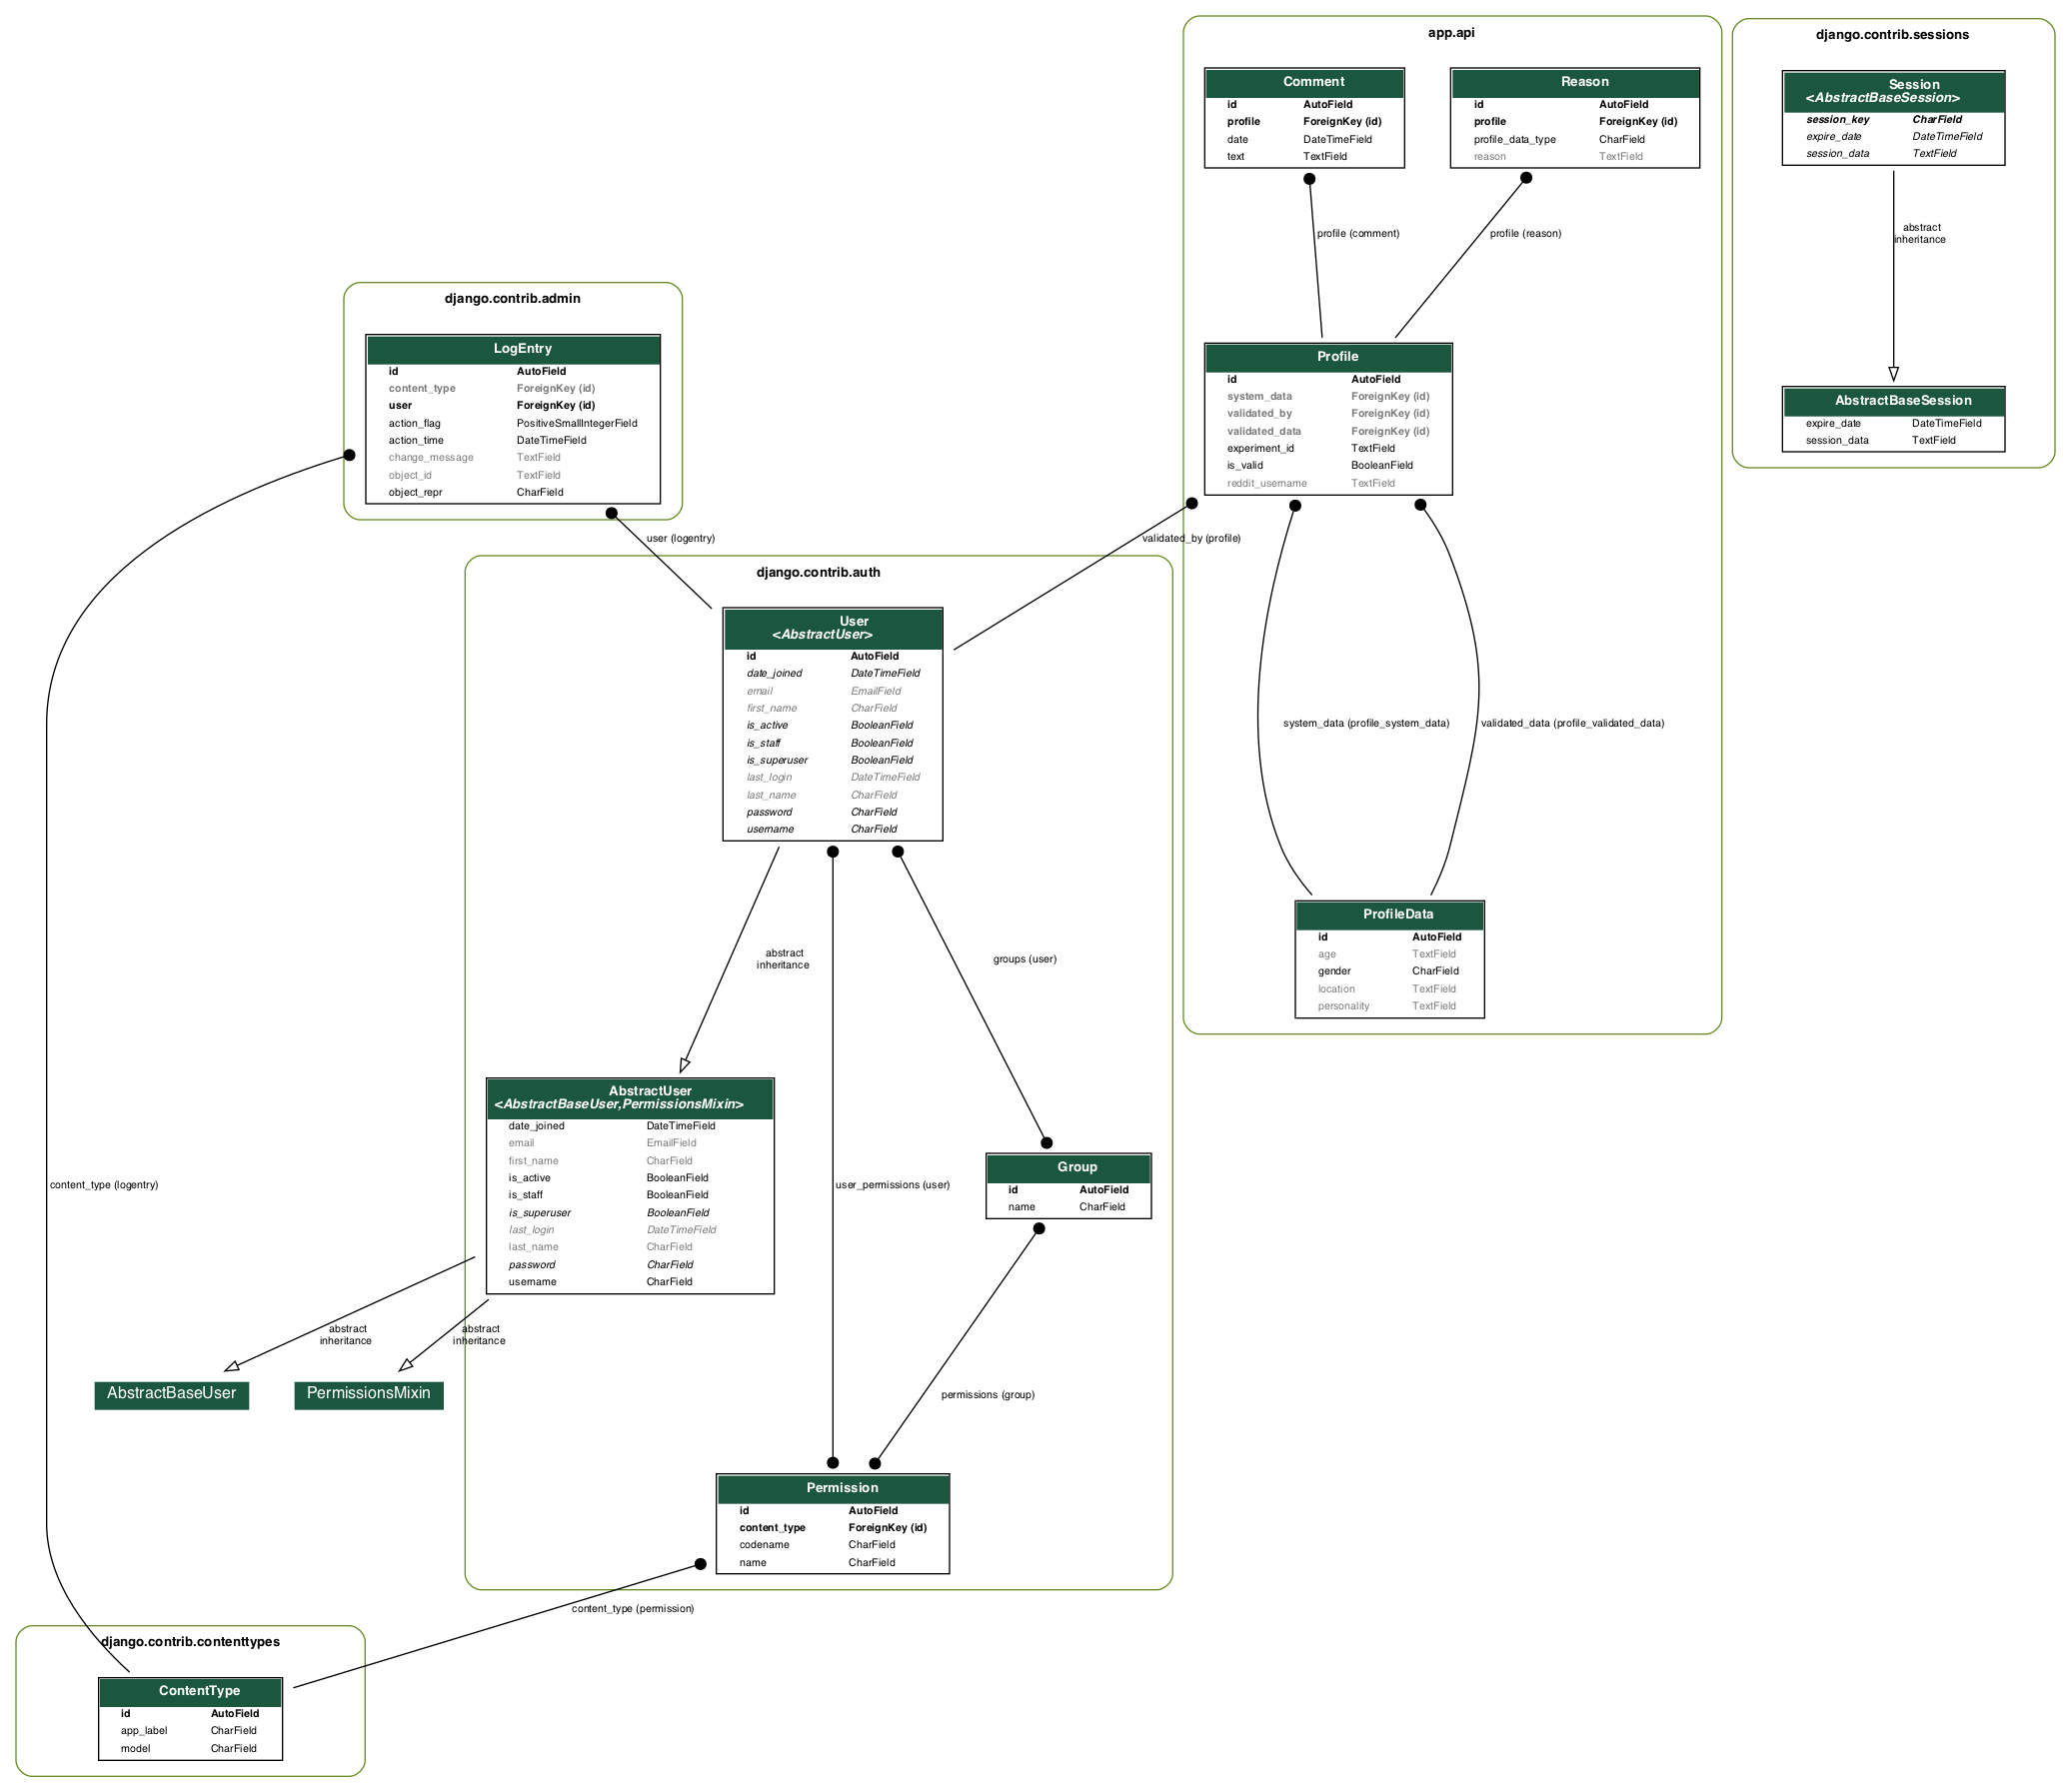 app.api
Comment
id AutoField
profile ForeignKey (id)
date DateTimeField
text TextField
Reason
id AutoField
profile ForeignKey (id)
profile_data_type CharField
reason TextField
profile (comment)
profile (reason)
Profile
id AutoField
system_data ForeignKey (id)
validated_by ForeignKey (id)
validated_data ForeignKey (id)
experiment_id TextField
is_valid BooleanField
reddit_username TextField
validated_by (profile)
system_data (profile_system_data)
validated_data (profile_validated_data)
ProfileData
id AutoField
age TextField
gender CharField
location TextField
personality TextField
django.contrib.sessions
Session
<AbstractBaseSession>
session_key CharField
expire_date DateTimeField
session_data TextField
abstract
inheritance
AbstractBaseSession
expire_date DateTimeField
session_data TextField
django.contrib.admin
LogEntry
id AutoField
content_type ForeignKey (id)
user ForeignKey (id)
action_flag PositiveSmallIntegerField
action_time DateTimeField
change_message TextField
object_id TextField
object_repr CharField
user (logentry)
django.contrib.auth
User
<AbstractUser>
id AutoField
date_joined DateTimeField
email EmailField
first_name CharField
is_active BooleanField
is_staff BooleanField
is_superuser BooleanField
last_login DateTimeField
last_name CharField
password CharField
username CharField
abstract
inheritance
groups (user)
AbstractUser
<AbstractBaseUser,PermissionsMixin>
date_joined DateTimeField
email EmailField
first_name CharField
is_active BooleanField
is_staff BooleanField
is_superuser BooleanField
last_login DateTimeField
last_name CharField
password CharField
username CharField
content_type (logentry)
user_permissions (user)
Group
id AutoField
name CharField
abstract
inheritance
abstract
inheritance
AbstractBaseUser
PermissionsMixin
permissions (group)
Permission
id AutoField
content_type ForeignKey (id)
codename CharField
name CharField
content_type (permission)
django.contrib.contenttypes
ContentType
id AutoField
app_label CharField
model CharField